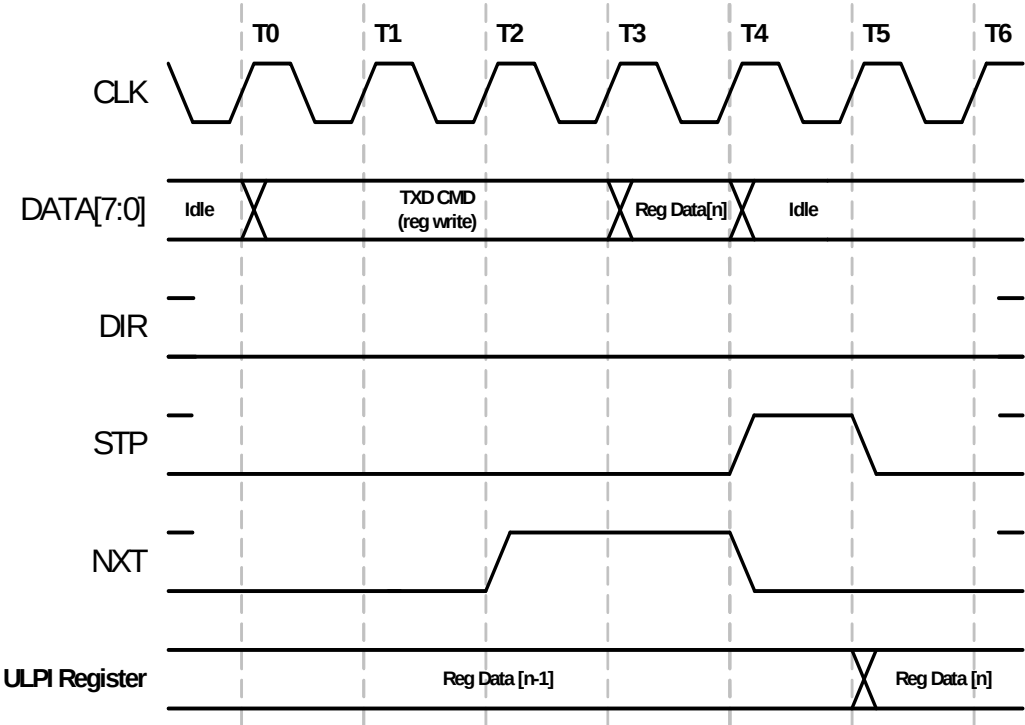 T0 T1 T2 T3 T4 T5 T6
CLK
DATA[7:0] Idle TXD CMD Reg Data[n] Idle
(reg write)
DIR
STP
NXT
ULPI Register Reg Data [n-1] Reg Data [n]